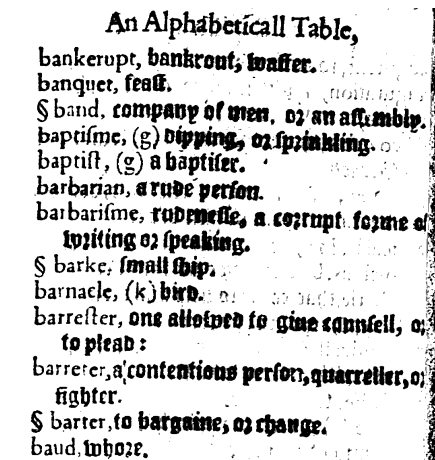 An Alphabeticall Table,
bankerupt, bankrout, waster.
banquet, feast.
§ band, company of men, or an assembly.
baptisme, (g) dipping, or sprinkling.
baptist, (g) a baptiser.
barbarian, a rude person.
barbarisme, rudenesse, a corrupt forme of
writing or speaking.
§ barke, small ship.
barnacle, (k) bird.
barrester, one allowed to giue counsell, or
to plead:
barreter, a contentious person, quarreller, or
fighter.
§ barter, to bargaine, or change.
baud, whore.